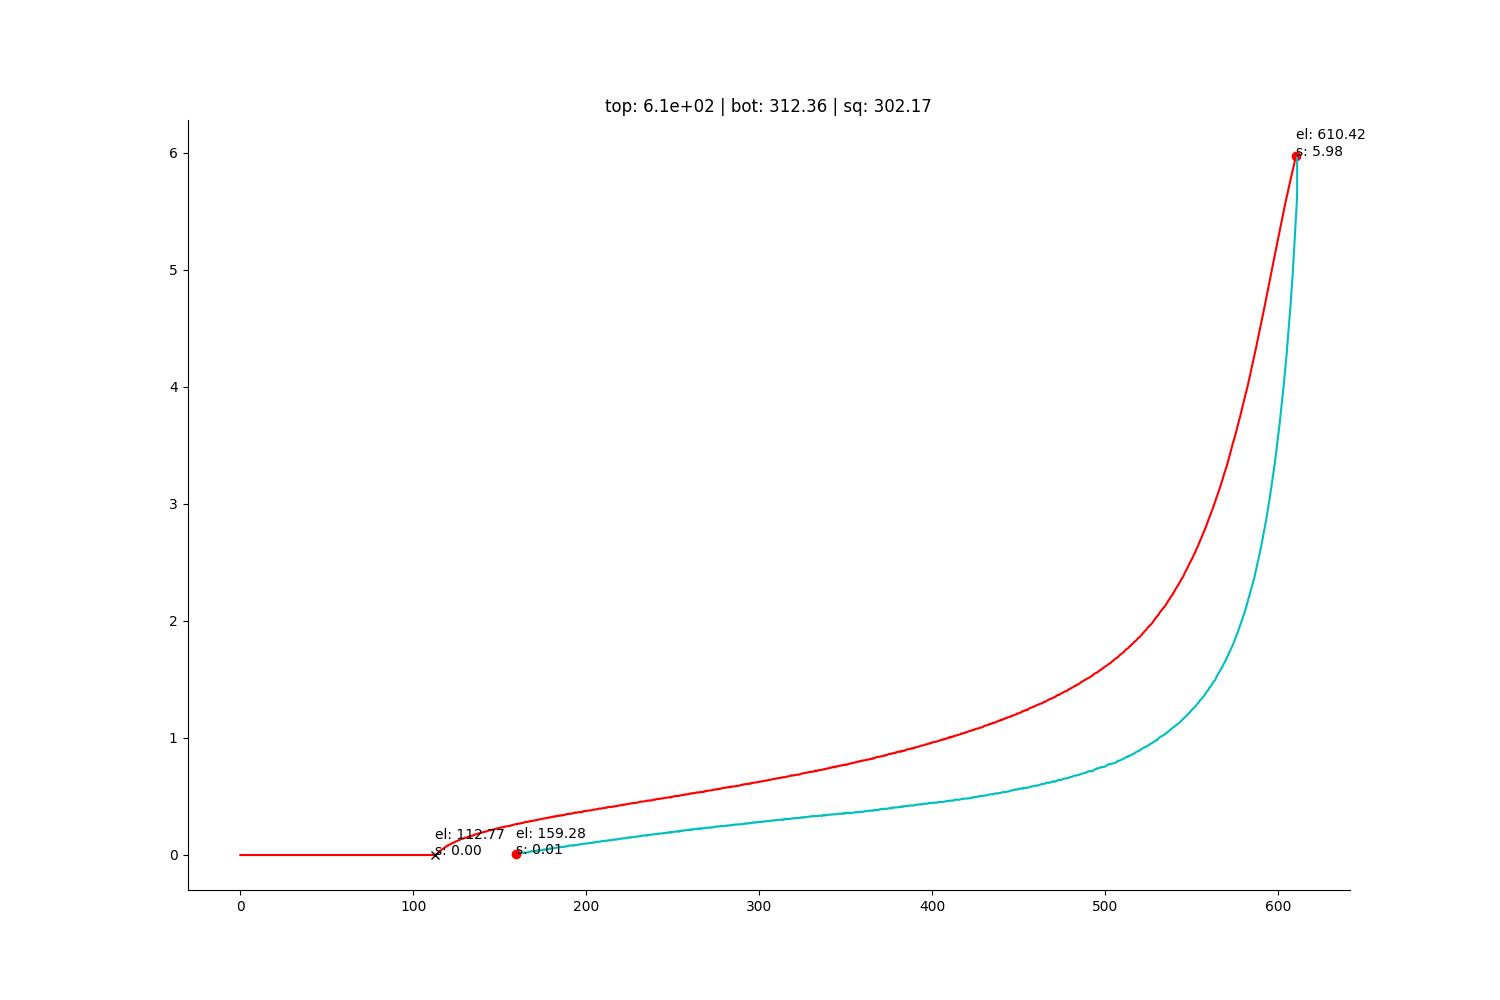 top: 6.1e+02 | bot: 312.36 | sq: 302.17
el: 610.42
s: 5.98
6
5
4
3
2
1
0
el: 112.77
s: 0.00
el: 159.28
s: 0.01
0
100
200
300
400
500
600